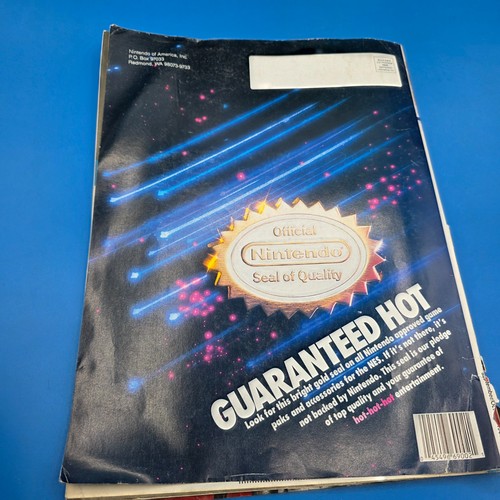 Nintendo of America, Inc.
P.O. Box 97033
Redmond, WA 98073-9733
Official
Nintendo
Seal of Quality
GUARANTEED HOT
Look for this bright gold seal on all Nintendo approved game
paks and accessories for the NES. If it's not there, it's
not backed by Nintendo. This seal is our pledge
of top quality and your guarantee of
hot-hot-hot entertainment.